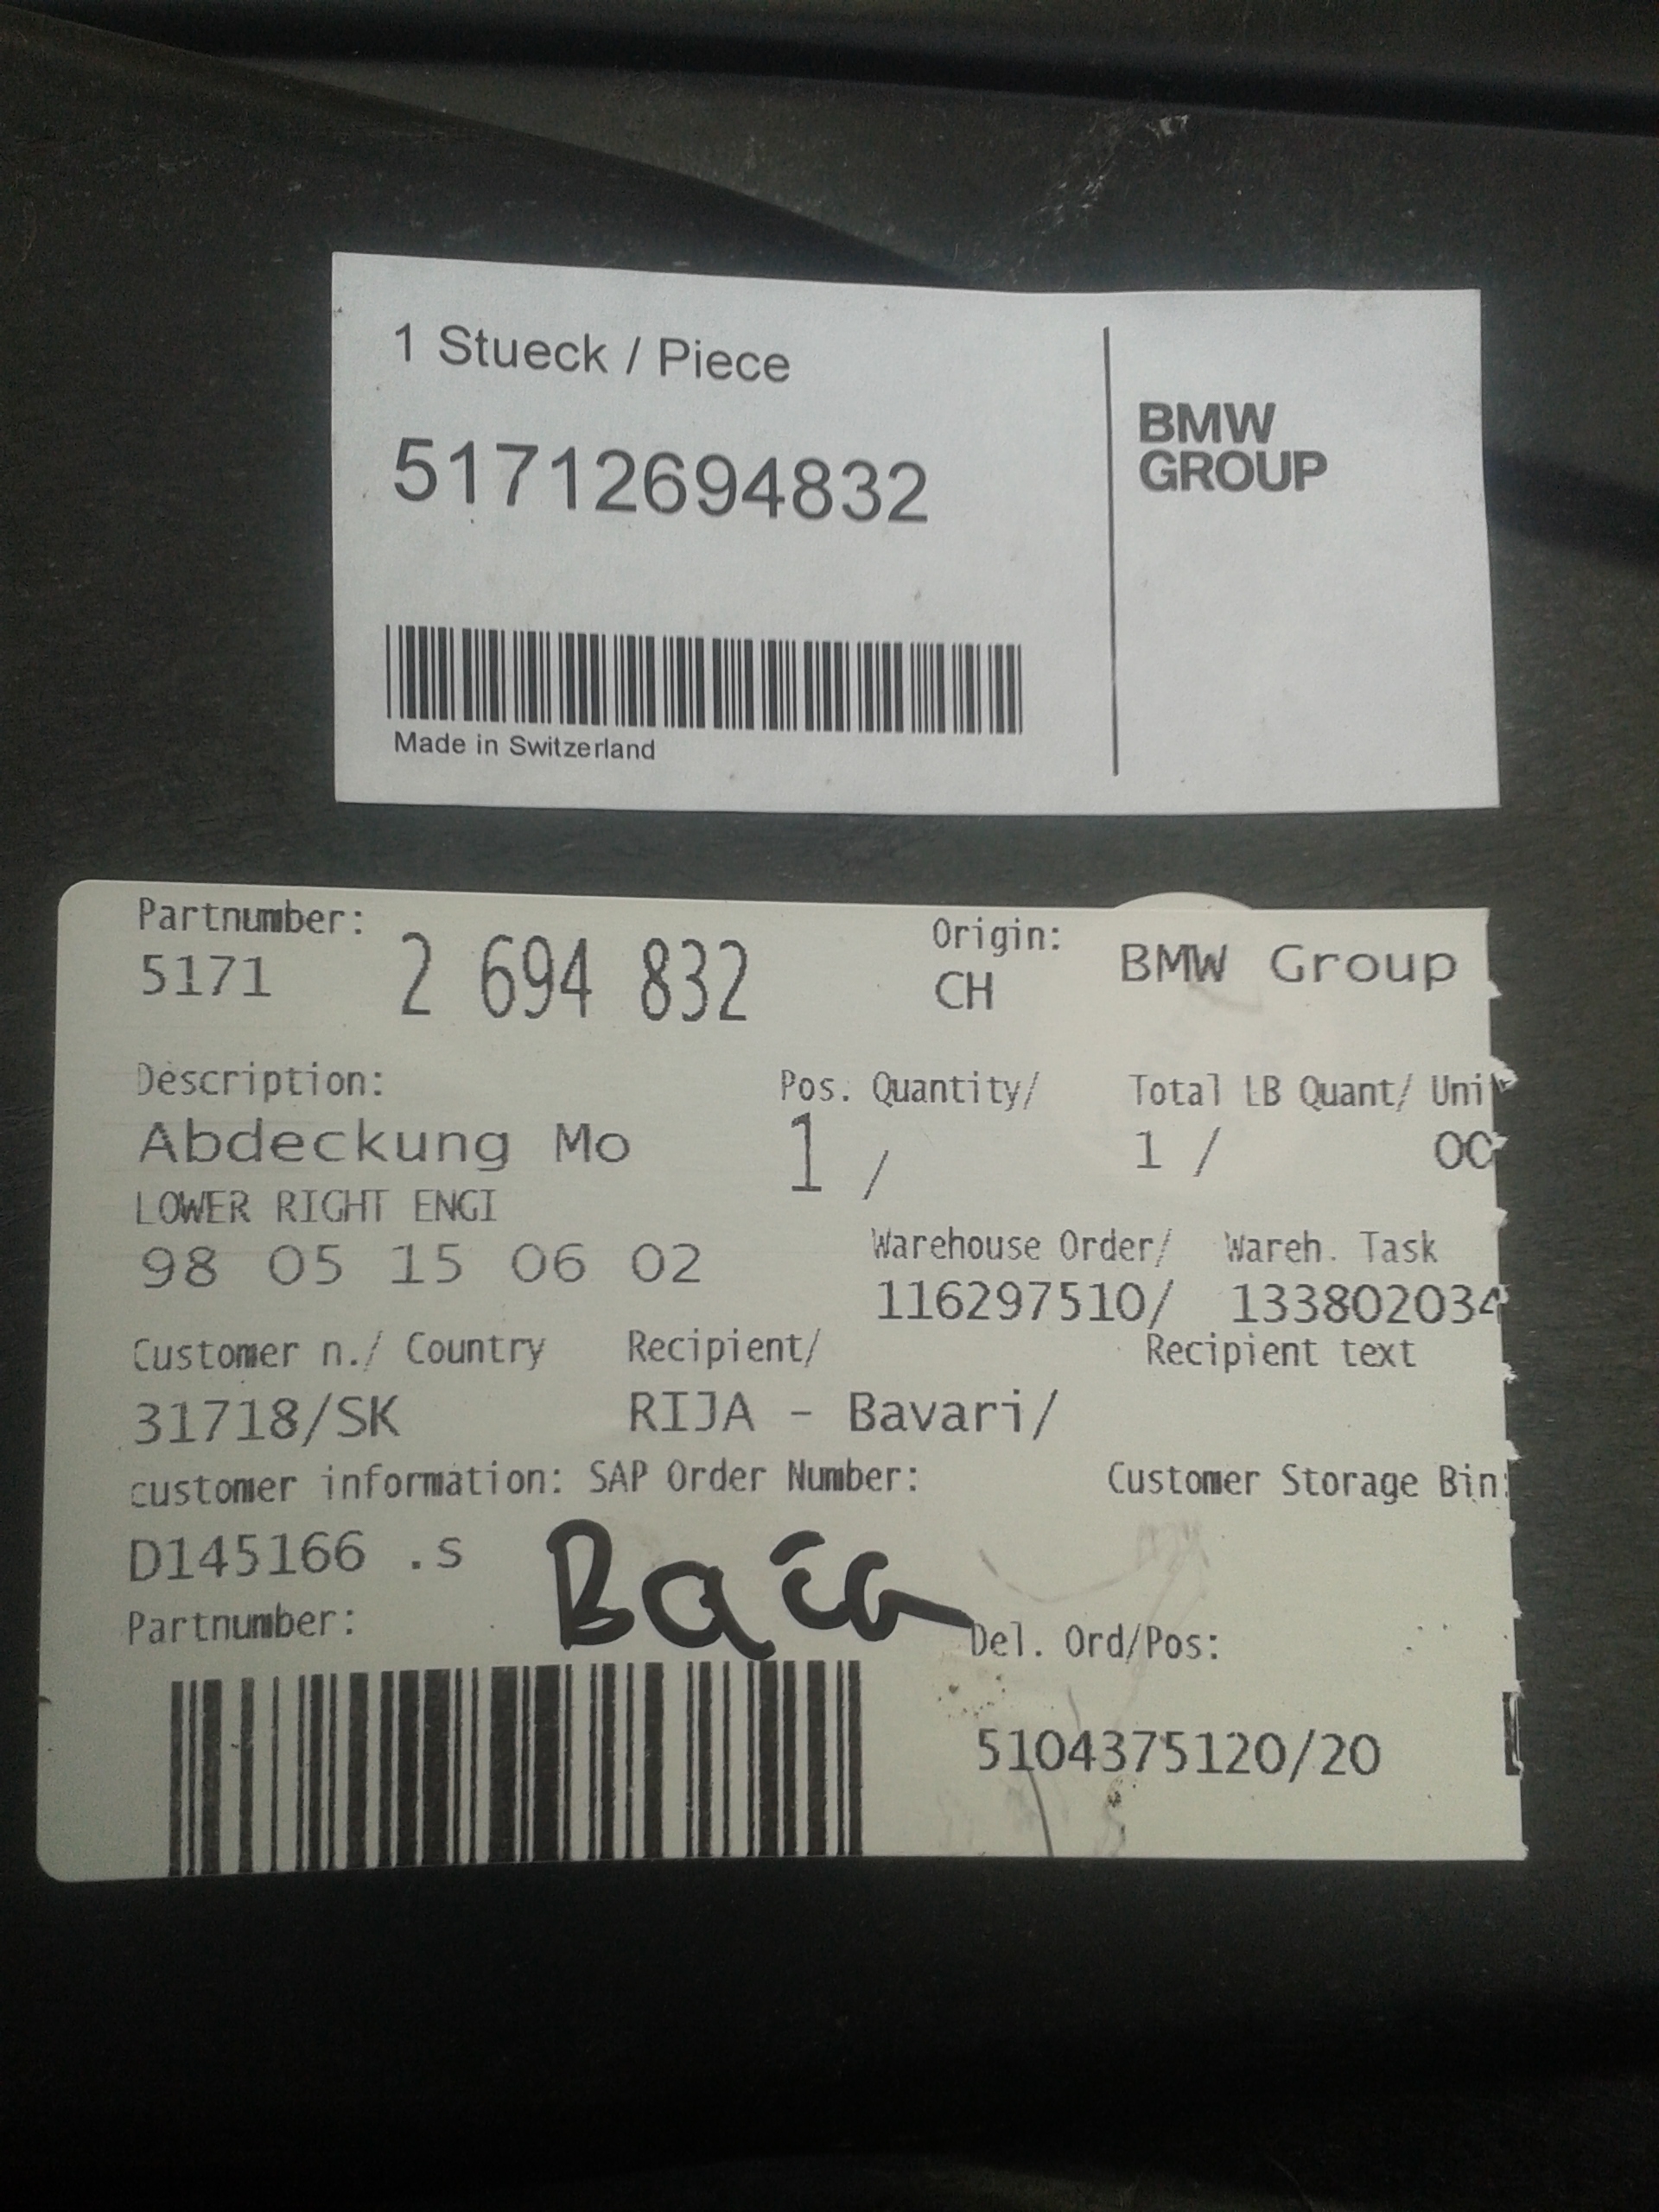 1 Stueck / Piece
51712694832
BMW
GROUP
Made in Switzerland
Partnumber:
5171 2 694 832
Origin:
CH
BMW Group
Description:
Abdeckung Mo
LOWER RIGHT ENGI
98 05 15 06 02
Pos. Quantity/
1 /
Total LB Quant/ Uni
1 /
Warehouse Order/ Wareh. Task
116297510/ 133802034
Customer n./ Country Recipient/ Recipient text
31718/SK RIJA - Bavari/
customer information: SAP Order Number: Customer Storage Bin:
D145166 .s
Partnumber:
Del. Ord/Pos:
5104375120/20